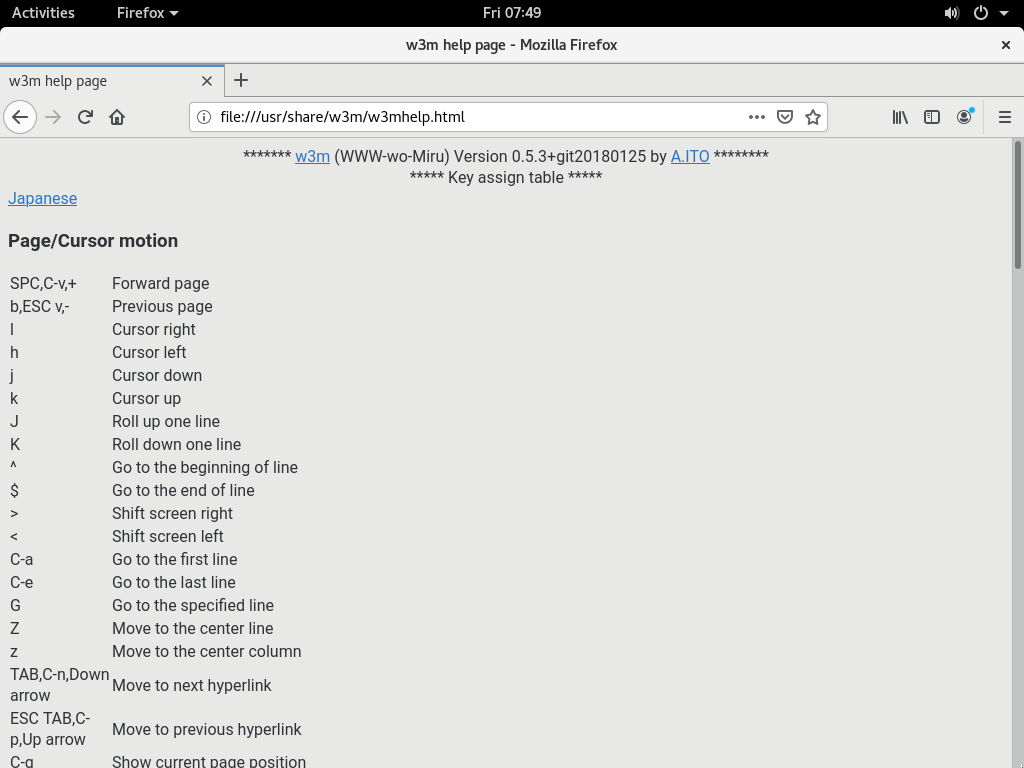 Activities Firefox Fri 07:49
w3m help page - Mozilla Firefox
w3m help page
file:///usr/share/w3m/w3mhelp.html
******* w3m (WWW-wo-Miru) Version 0.5.3+git20180125 by A.ITO ********
***** Key assign table *****
Japanese
Page/Cursor motion
SPC,C-v,+ Forward page
b,ESC v,- Previous page
l Cursor right
h Cursor left
j Cursor down
k Cursor up
J Roll up one line
K Roll down one line
^ Go to the beginning of line
$ Go to the end of line
> Shift screen right
< Shift screen left
C-a Go to the first line
C-e Go to the last line
G Go to the specified line
Z Move to the center line
z Move to the center column
TAB,C-n,Down
arrow Move to next hyperlink
ESC TAB,C-
p,Up arrow Move to previous hyperlink
C-g Show current page position